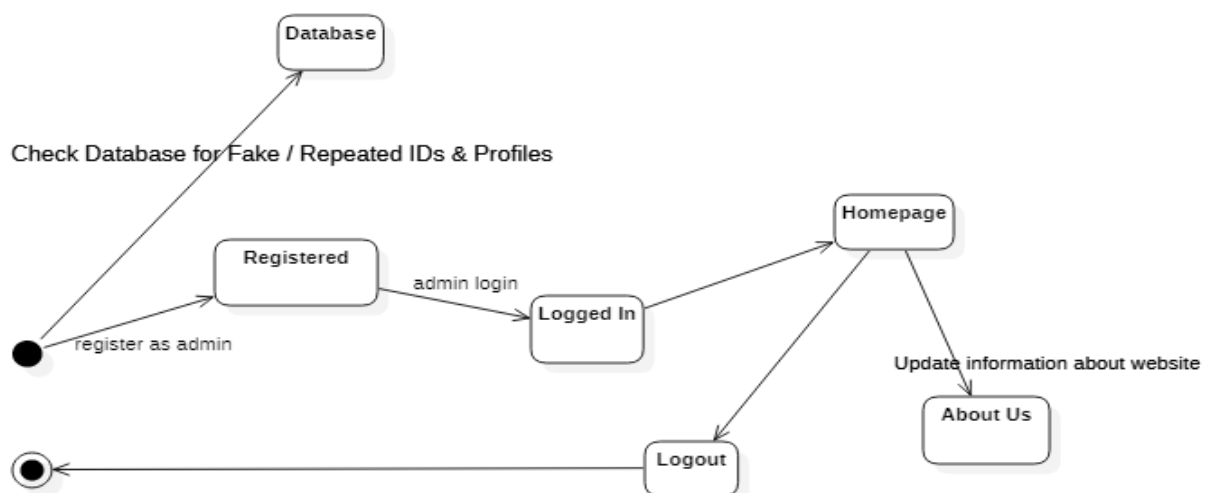 Database
Check Database for Fake / Repeated IDs & Profiles
Homepage
Registered
admin login
Logged In
register as admin
Update information about website
About Us
Logout